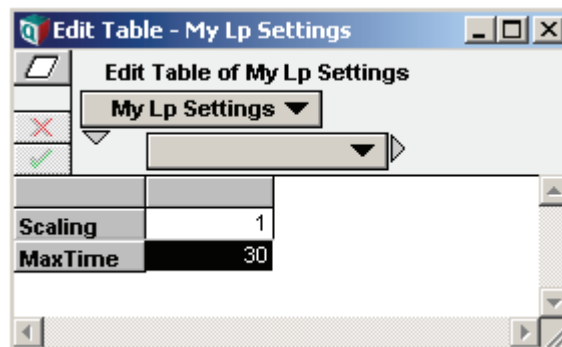 Edit Table - My Lp Settings
Edit Table of My Lp Settings
My Lp Settings
Scaling 1
MaxTime 30